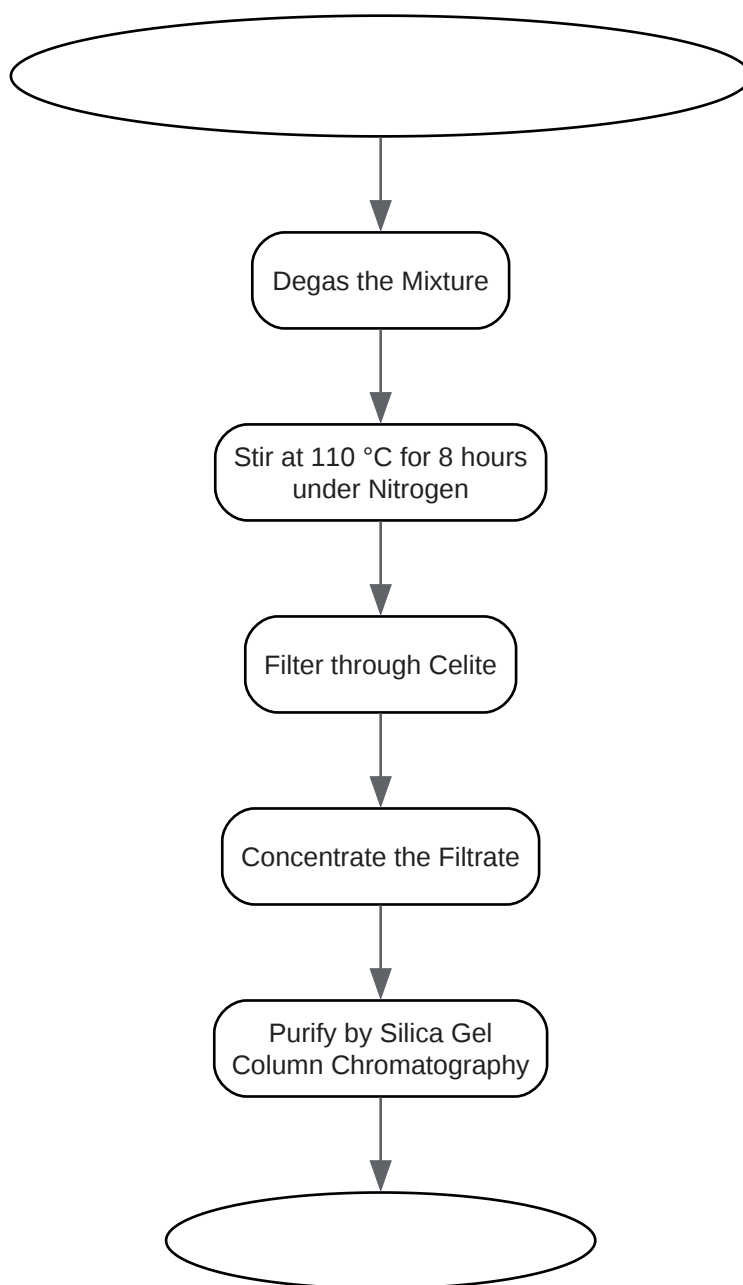 Degas the Mixture
Stir at 110 °C for 8 hours
under Nitrogen
Filter through Celite
Concentrate the Filtrate
Purify by Silica Gel
Column Chromatography